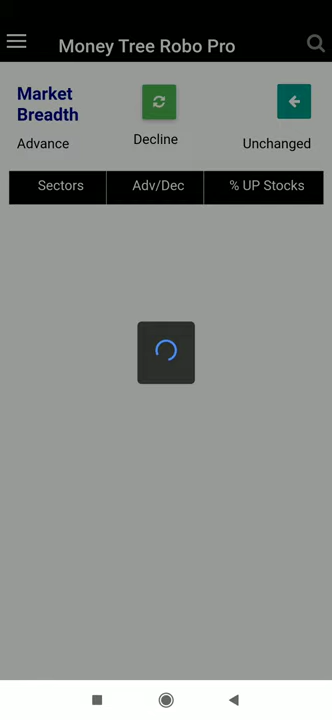 Money Tree Robo Pro
Market
Breadth
Advance
Decline
Unchanged
Sectors
Adv/Dec
% UP Stocks